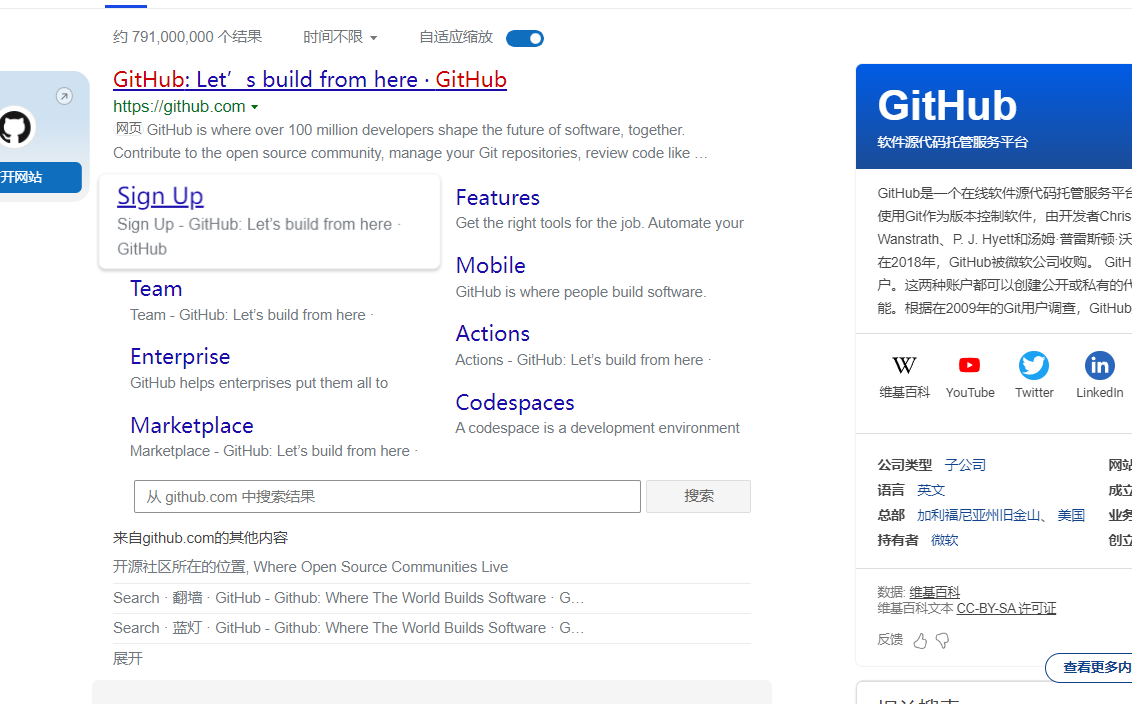 约 791,000,000 个结果
时间不限
自适应缩放
GitHub: Let’s build from here · GitHub
https://github.com
网页 GitHub is where over 100 million developers shape the future of software, together.
Contribute to the open source community, manage your Git repositories, review code like …
开网站
Sign Up
Sign Up - GitHub: Let’s build from here ·
GitHub
Team
Team - GitHub: Let’s build from here ·
Enterprise
GitHub helps enterprises put them all to
Marketplace
Marketplace - GitHub: Let’s build from here ·
Features
Get the right tools for the job. Automate your
Mobile
GitHub is where people build software.
Actions
Actions - GitHub: Let’s build from here ·
Codespaces
A codespace is a development environment
从 github.com 中搜索结果
搜索
来自github.com的其他内容
开源社区所在的位置, Where Open Source Communities Live
Search · 翻墙 · GitHub - Github: Where The World Builds Software · G…
Search · 蓝灯 · GitHub - Github: Where The World Builds Software · G…
展开
GitHub
软件源代码托管服务平台
GitHub是一个在线软件源代码托管服务平台
使用Git作为版本控制软件，由开发者Chris
Wanstrath、P. J. Hyett和汤姆·普雷斯顿·沃
在2018年，GitHub被微软公司收购。 GitH
户。这两种账户都可以创建公开或私有的代
能。根据在2009年的Git用户调查，GitHub
W
维基百科
YouTube
Twitter
in
LinkedIn
公司类型 子公司
网站
语言 英文
成立
总部 加利福尼亚州旧金山、 美国
业务
持有者 微软
创立
数据: 维基百科
维基百科文本 CC-BY-SA 许可证
反馈
查看更多内
相关搜索